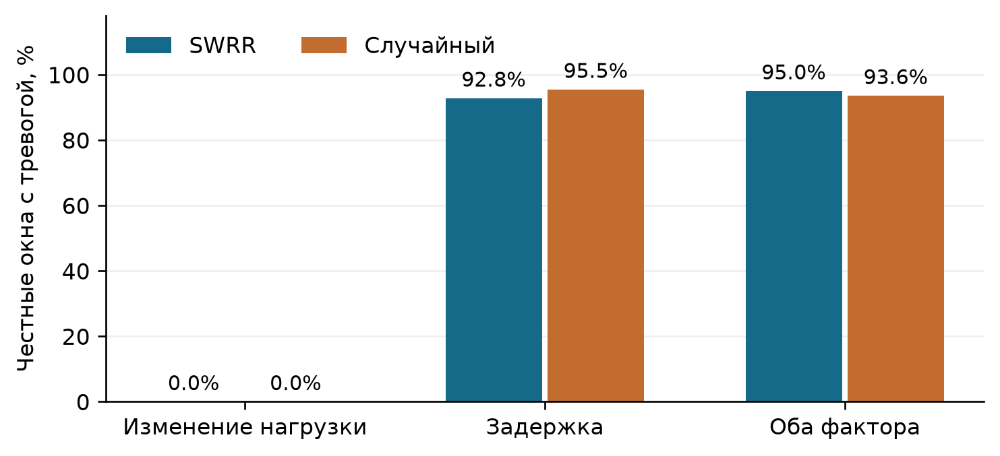 Честные окна с тревогой, %
SWRR Случайный
100
80
60
40
20
0
0.0% 0.0% 92.8% 95.5% 95.0% 93.6%
Изменение нагрузки Задержка Оба фактора